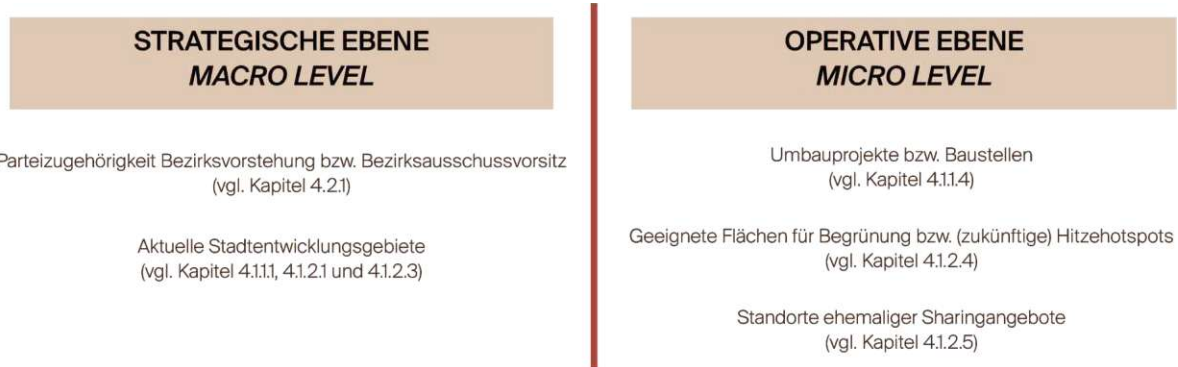 STRATEGISCHE EBENE
MACRO LEVEL
Parteizugehörigkeit Bezirksvorstehung bzw. Bezirksausschussvorsitz
(vgl. Kapitel 4.2.1)
Aktuelle Stadtentwicklungsgebiete
(vgl. Kapitel 4.1.1.1, 4.1.2.1 und 4.1.2.3)
OPERATIVE EBENE
MICRO LEVEL
Umbauprojekte bzw. Baustellen
(vgl. Kapitel 4.1.1.4)
Geeignete Flächen für Begrünung bzw. (zukünftige) Hitzehotspots
(vgl. Kapitel 4.1.2.4)
Standorte ehemaliger Sharingangebote
(vgl. Kapitel 4.1.2.5)